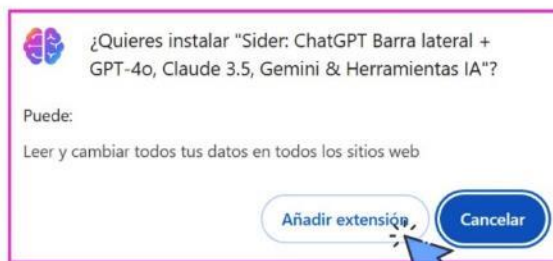 ¿Quieres instalar "Sider: ChatGPT Barra lateral +
GPT-4o, Claude 3.5, Gemini & Herramientas IA"?
Puede:
Leer y cambiar todos tus datos en todos los sitios web
Añadir extensión
Cancelar